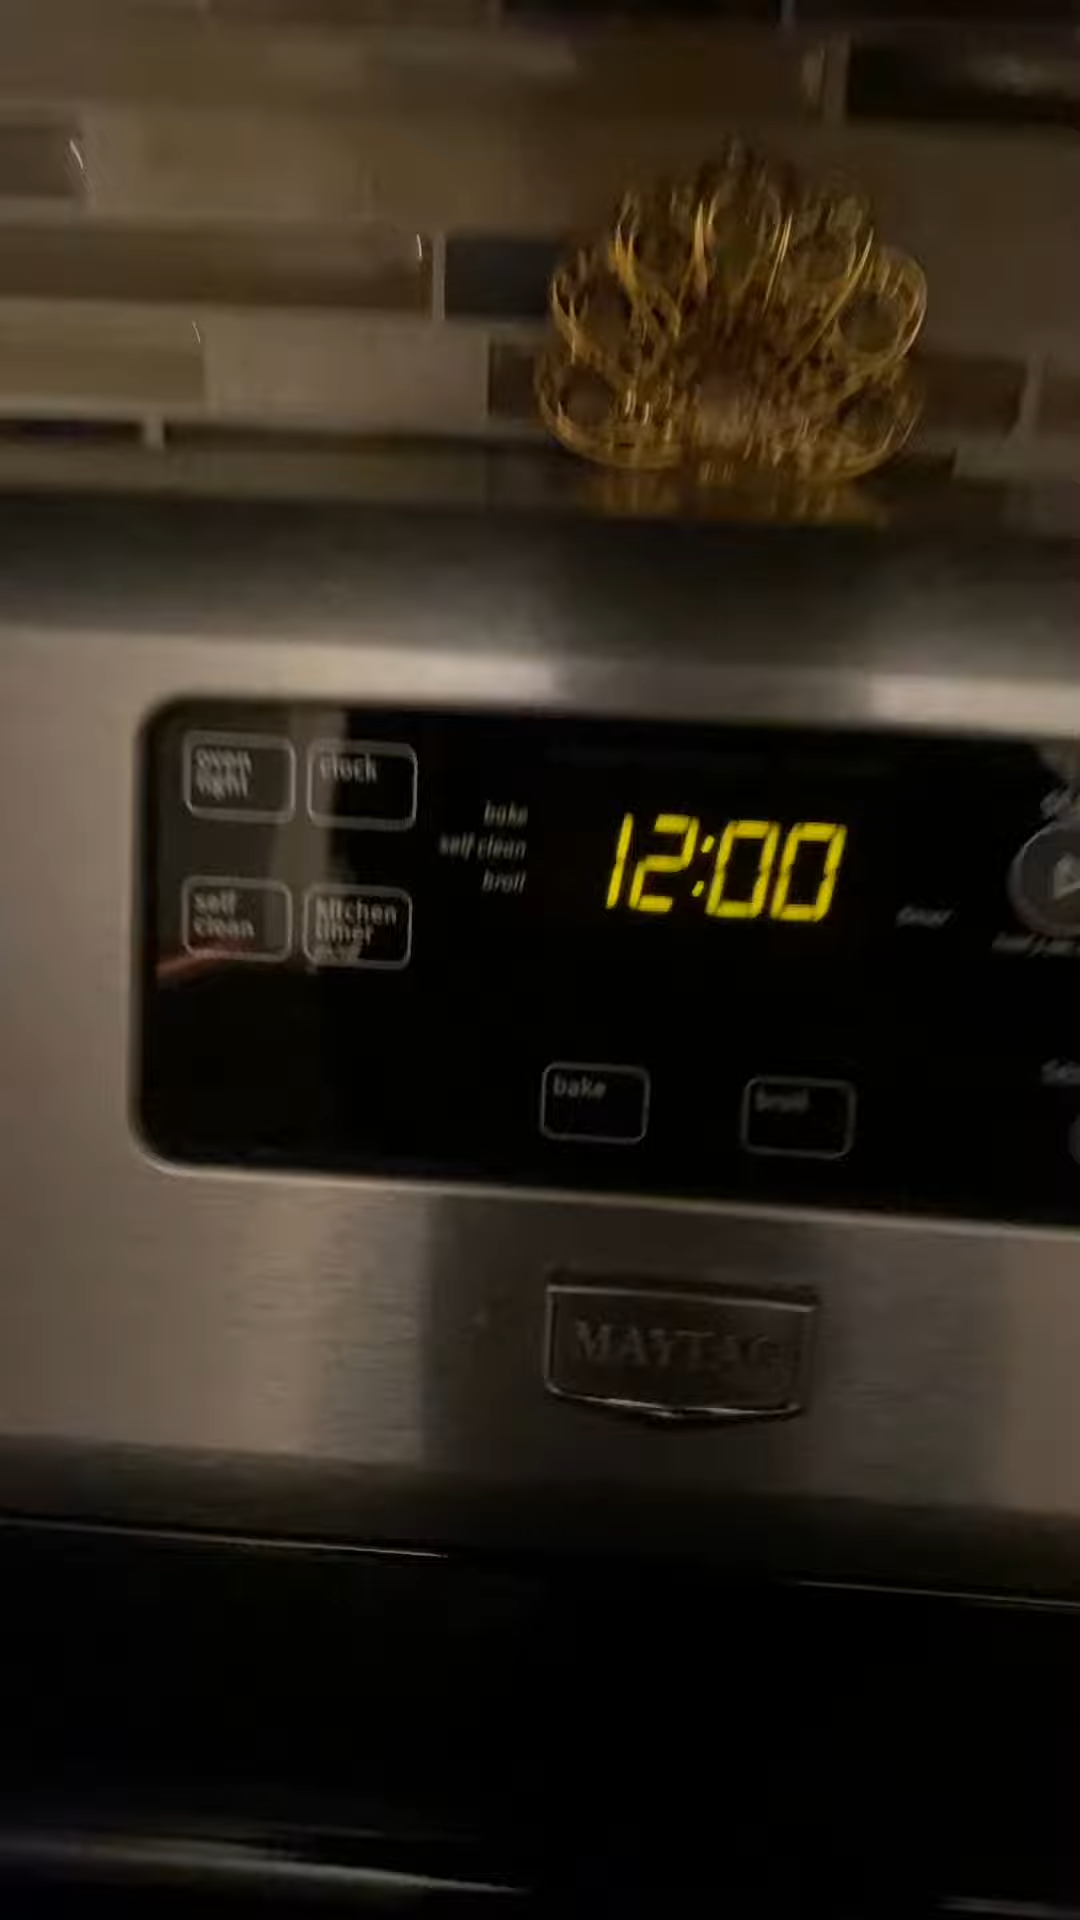 oven
light
clock
bake
self clean
broil
12:00
self
clean
kitchen
timer
bake
broil
MAYTAG